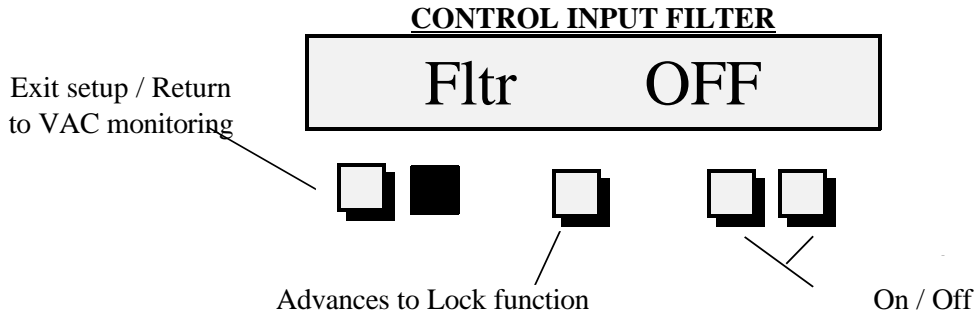 CONTROL INPUT FILTER
Fltr OFF
Exit setup / Return
to VAC monitoring
Advances to Lock function
On / Off